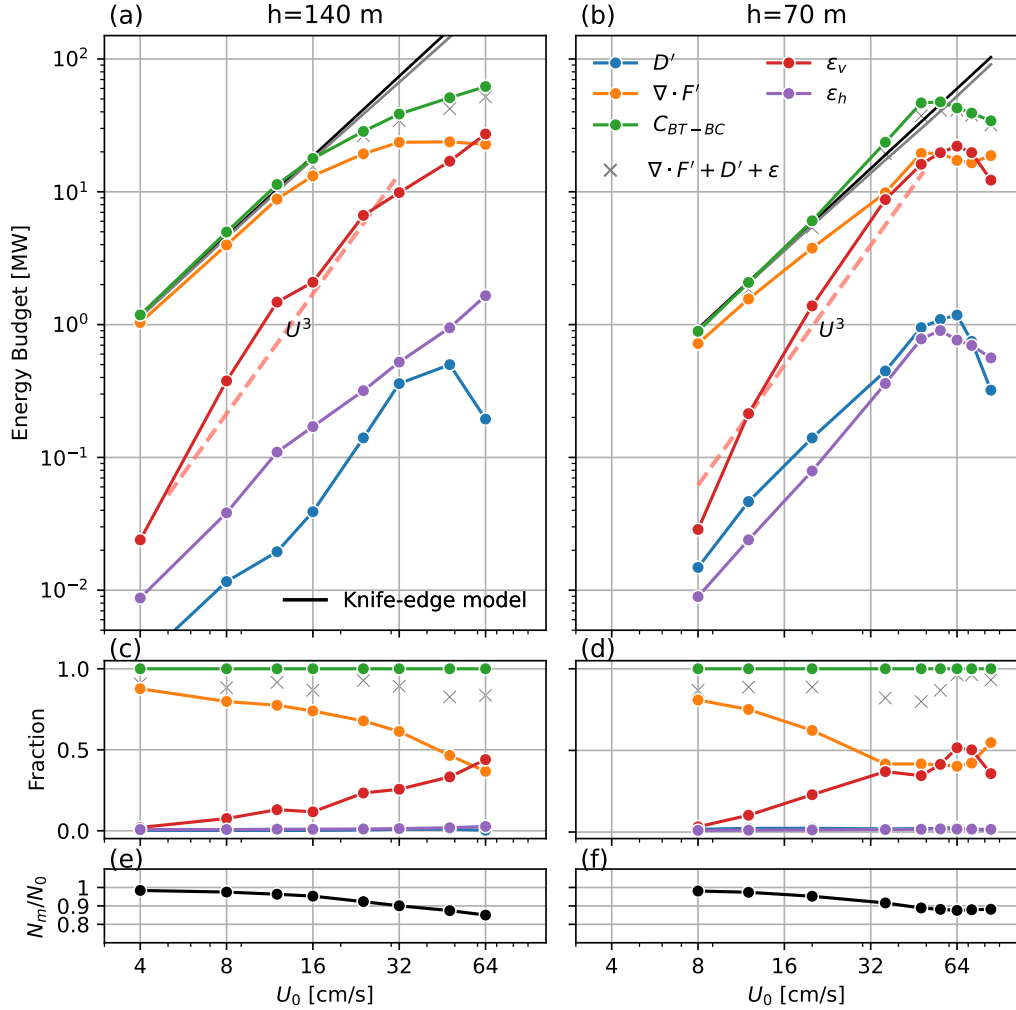 (a) h=140 m
(b) h=70 m
Energy Budget [MW]
10²
10¹
10⁰
10⁻¹
10⁻²
U³
Knife-edge model
D′
∇ · F′
C_{BT−BC}
∇ · F′ + D′ + ε
ε_v
ε_h
U³
(c)
(d)
Fraction
1.0
0.5
0.0
(e)
(f)
N_m/N_0
1
0.9
0.8
4 8 16 32 64
4 8 16 32 64
U_0 [cm/s]
U_0 [cm/s]